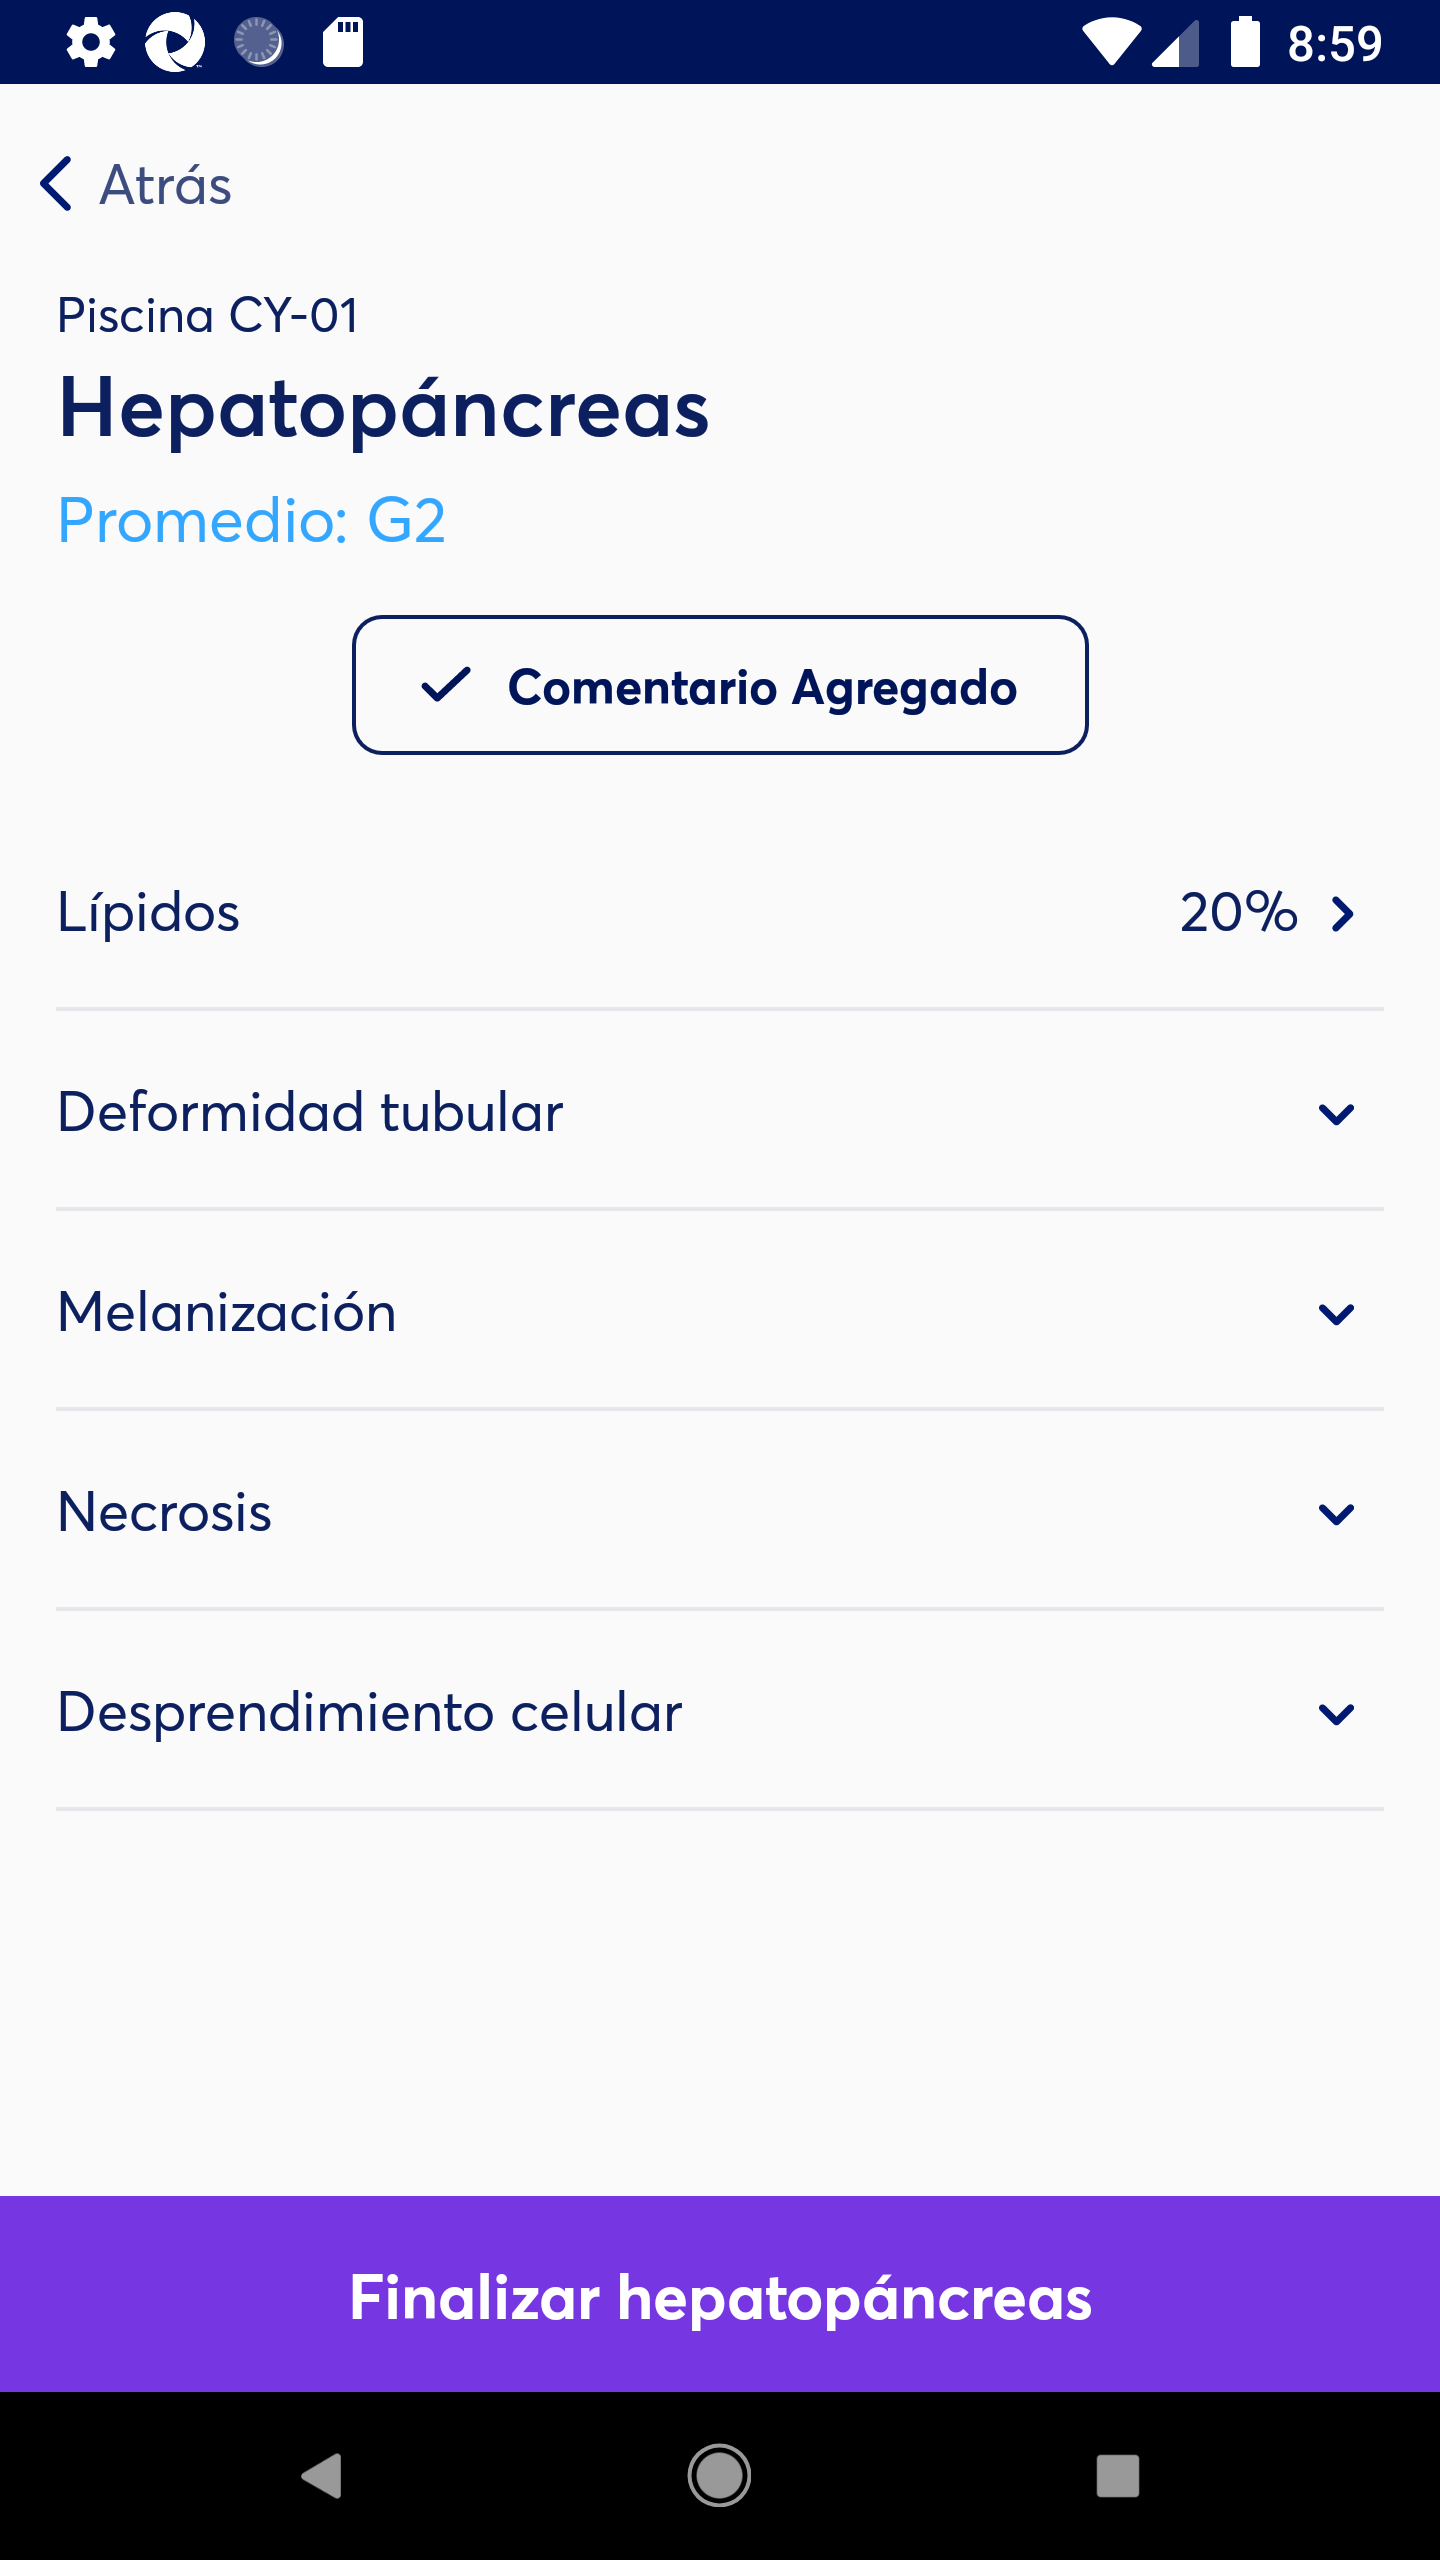 8:59
Atrás
Piscina CY-01
Hepatopáncreas
Promedio: G2
Comentario Agregado
Lípidos 20%
Deformidad tubular
Melanización
Necrosis
Desprendimiento celular
Finalizar hepatopáncreas